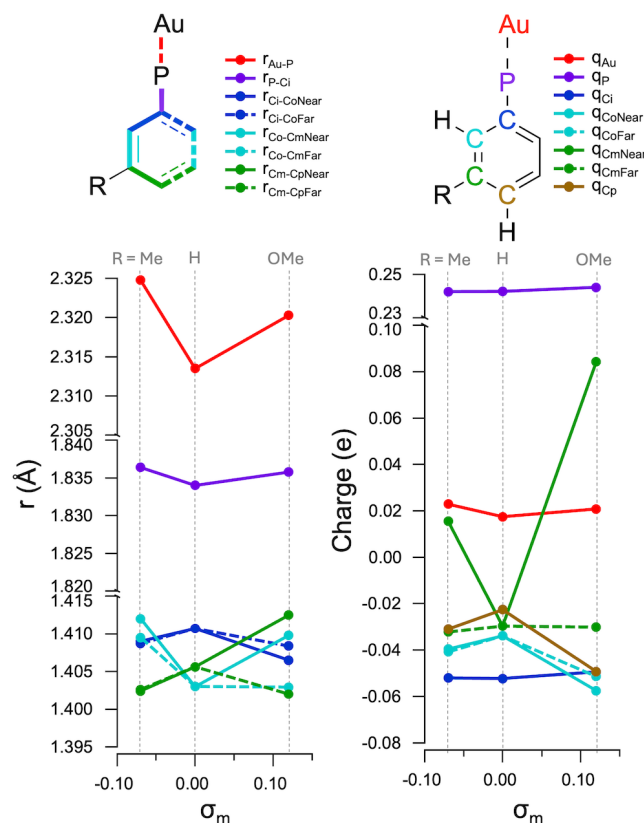 Au
P
R
r_Au-P
r_P-Ci
r_Ci-CoNear
r_Ci-CoFar
r_Co-CmNear
r_Co-CmFar
r_Cm-CpNear
r_Cm-CpFar
Au
P
H C
C
C C
R C
H
q_Au
q_P
q_Ci
q_CoNear
q_CoFar
q_CmNear
q_CmFar
q_Cp
R = Me H OMe
2.325
2.320
2.315
2.310
2.305
1.840
1.835
1.830
1.825
1.820
1.415
1.410
1.405
1.400
1.395
r (Å)
-0.10 0.00 0.10
σ_m
R = Me H OMe
0.25
0.23
0.10
0.08
0.06
0.04
0.02
0.00
-0.02
-0.04
-0.06
-0.08
Charge (e)
-0.10 0.00 0.10
σ_m